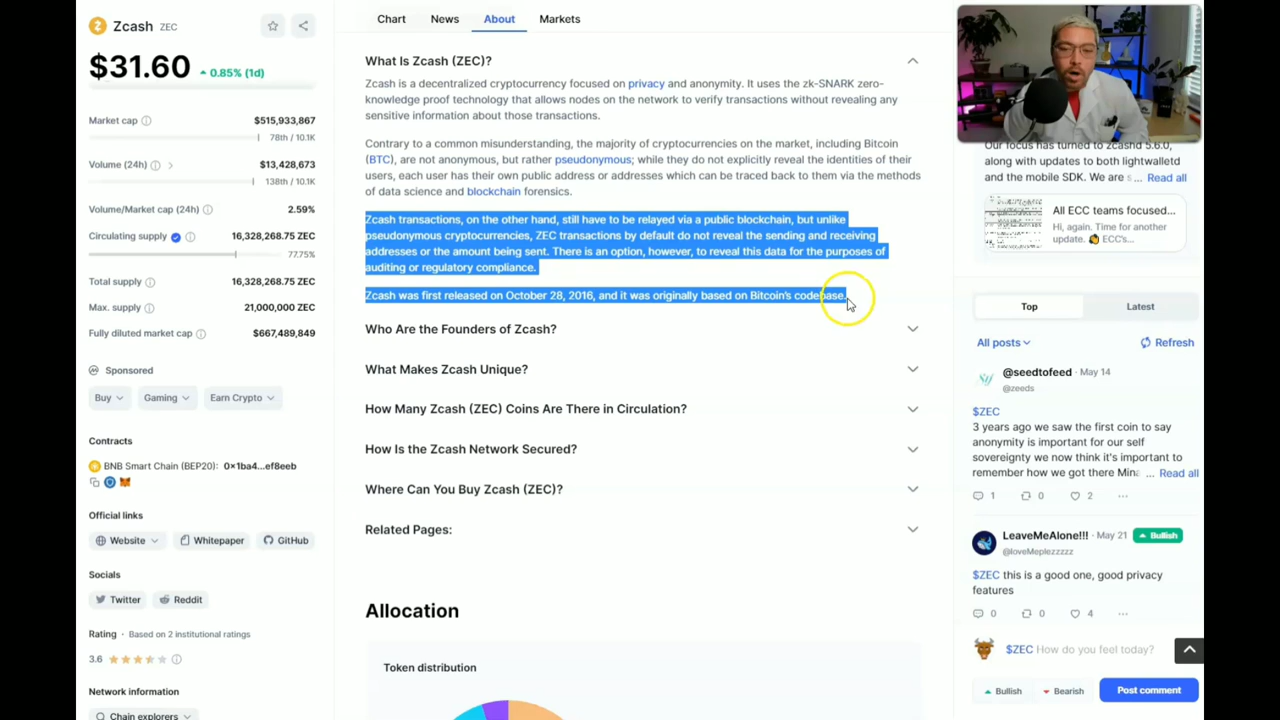 Zcash ZEC
$31.60 0.85% (1d)
Market cap $515,933,867
78th / 10.1K
Volume (24h) $13,428,673
138th / 10.1K
Volume/Market cap (24h) 2.59%
Circulating supply 16,328,268.75 ZEC
77.75%
Total supply 16,328,268.75 ZEC
Max. supply 21,000,000 ZEC
Fully diluted market cap $667,489,849
Sponsored
Buy Gaming Earn Crypto
Contracts
BNB Smart Chain (BEP20): 0x1ba4...ef8eeb
Official links
Website Whitepaper GitHub
Socials
Twitter Reddit
Rating · Based on 2 institutional ratings
3.6
Network information
Chain explorers
Chart News About Markets
What Is Zcash (ZEC)?
Zcash is a decentralized cryptocurrency focused on privacy and anonymity. It uses the zk-SNARK zero-
knowledge proof technology that allows nodes on the network to verify transactions without revealing any
sensitive information about those transactions.
Contrary to a common misunderstanding, the majority of cryptocurrencies on the market, including Bitcoin
(BTC), are not anonymous, but rather pseudonymous; while they do not explicitly reveal the identities of their
users, each user has their own public address or addresses which can be traced back to them via the methods
of data science and blockchain forensics.
Zcash transactions, on the other hand, still have to be relayed via a public blockchain, but unlike
pseudonymous cryptocurrencies, ZEC transactions by default do not reveal the sending and receiving
addresses or the amount being sent. There is an option, however, to reveal this data for the purposes of
auditing or regulatory compliance.
Zcash was first released on October 28, 2016, and it was originally based on Bitcoin's codebase.
Who Are the Founders of Zcash?
What Makes Zcash Unique?
How Many Zcash (ZEC) Coins Are There in Circulation?
How Is the Zcash Network Secured?
Where Can You Buy Zcash (ZEC)?
Related Pages:
Allocation
Token distribution
Our focus has turned to zcashd 5.6.0,
along with updates to both lightwalletd
and the mobile SDK. We are s ... Read all
All ECC teams focused...
Hi, again. Time for another
update. ECC's...
Top Latest
All posts Refresh
@seedtofeed · May 14
@zeeds
$ZEC
3 years ago we saw the first coin to say
anonymity is important for our self
sovereignty we now think it's important to
remember how we got there Mina ... Read all
1 0 2 ...
LeaveMeAlone!!! · May 21 Bullish
@loveMeplezzzzz
$ZEC this is a good one, good privacy
features
0 0 4 ...
$ZEC How do you feel today?
Bullish Bearish Post comment